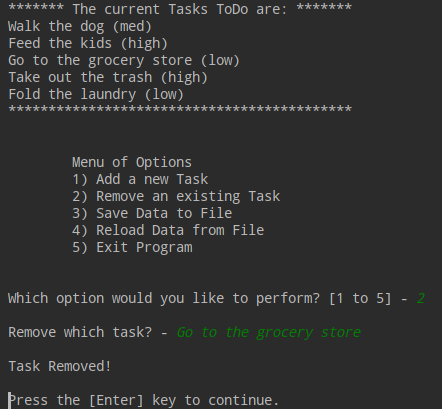 ******* The current Tasks ToDo are: *******
Walk the dog (med)
Feed the kids (high)
Go to the grocery store (low)
Take out the trash (high)
Fold the laundry (low)
*******************************************
Menu of Options
1) Add a new Task
2) Remove an existing Task
3) Save Data to File
4) Reload Data from File
5) Exit Program
Which option would you like to perform? [1 to 5] - 2
Remove which task? - Go to the grocery store
Task Removed!
Press the [Enter] key to continue.